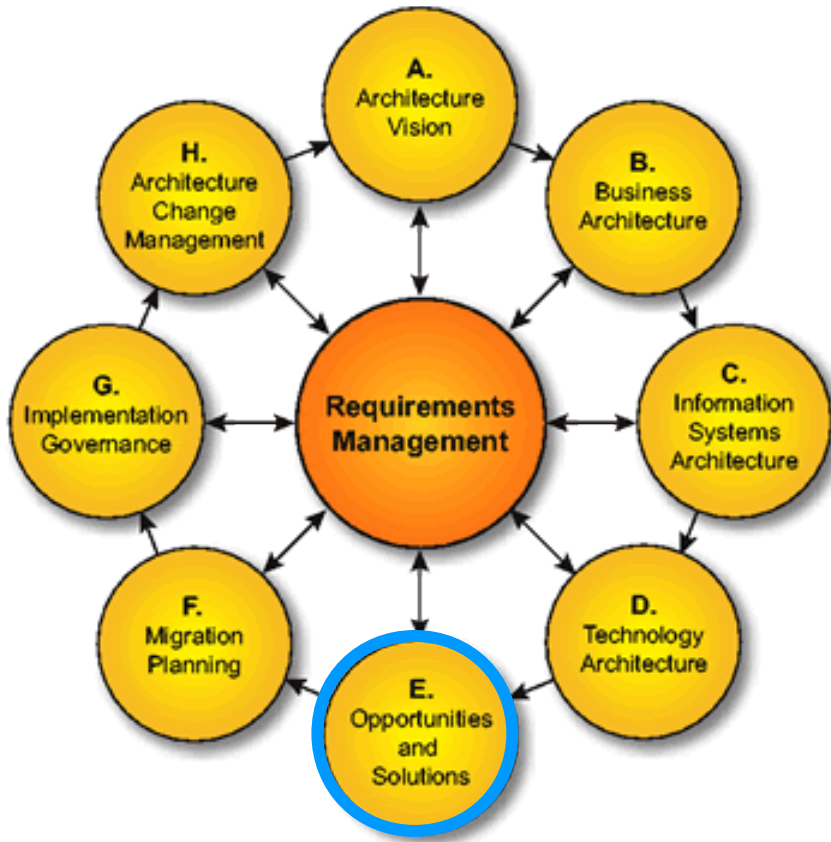 A.
Architecture
Vision
B.
Business
Architecture
C.
Information
Systems
Architecture
D.
Technology
Architecture
E.
Opportunities
and
Solutions
F.
Migration
Planning
G.
Implementation
Governance
H.
Architecture
Change
Management
Requirements
Management